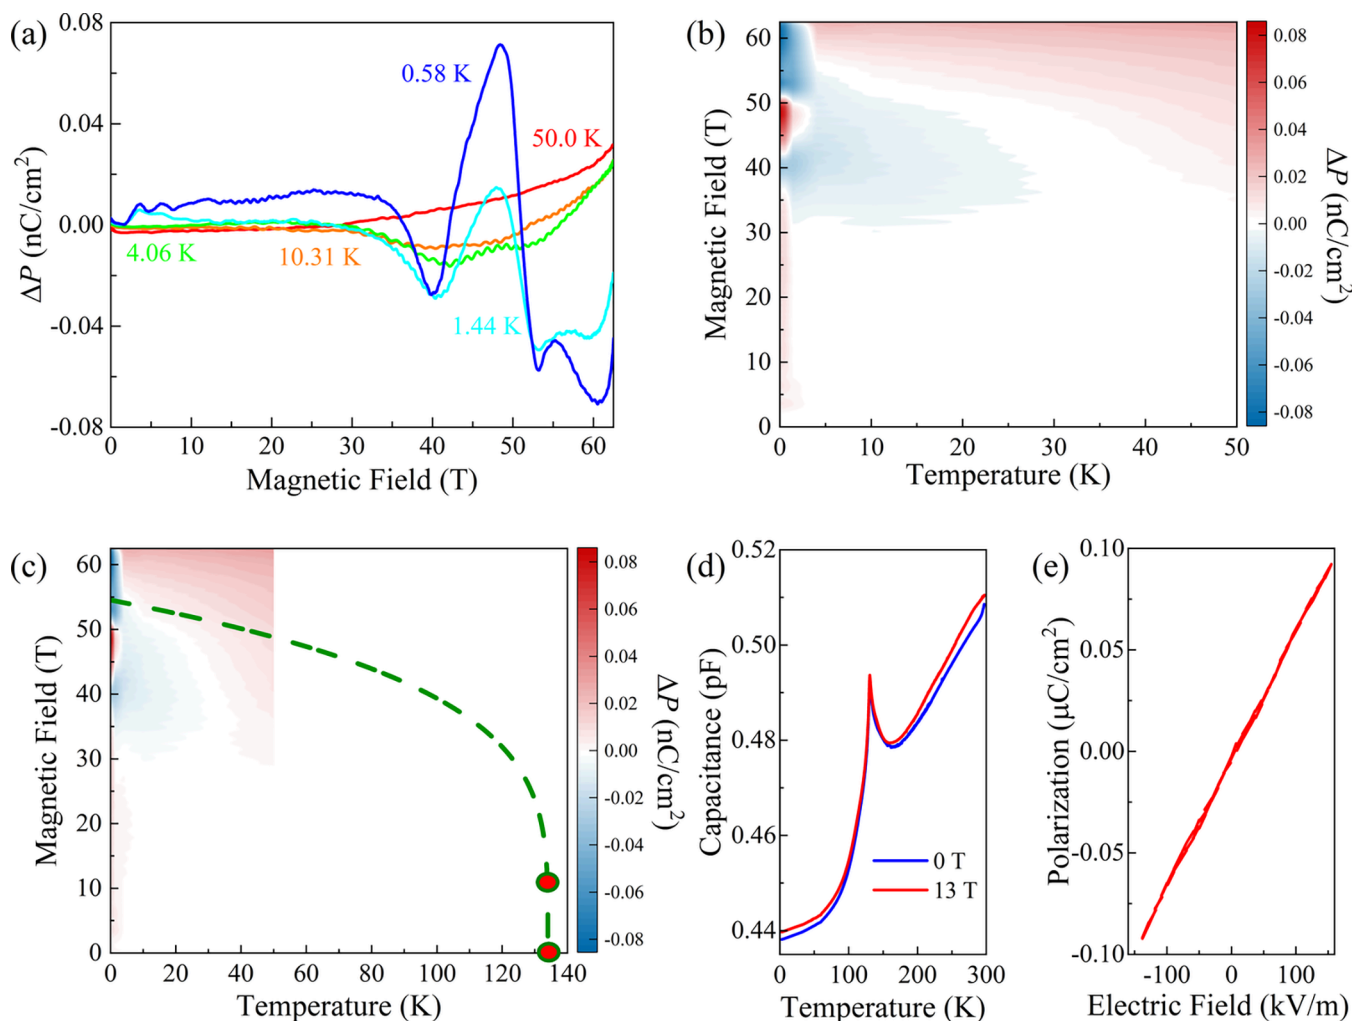 (a)
0.08
0.04
0.00
-0.04
-0.08
ΔP (nC/cm²)
0.58 K
50.0 K
4.06 K
10.31 K
1.44 K
0 10 20 30 40 50 60
Magnetic Field (T)
(b)
60
50
40
30
20
10
0
Magnetic Field (T)
0 10 20 30 40 50
Temperature (K)
0.08
0.06
0.04
0.02
0.00
-0.02
-0.04
-0.06
-0.08
ΔP (nC/cm²)
(c)
60
50
40
30
20
10
0
Magnetic Field (T)
0 20 40 60 80 100 120 140
Temperature (K)
0.08
0.06
0.04
0.02
0.00
-0.02
-0.04
-0.06
-0.08
ΔP (nC/cm²)
(d)
0.52
0.50
0.48
0.46
0.44
Capacitance (pF)
0 T
13 T
0 100 200 300
Temperature (K)
(e)
0.10
0.05
0.00
-0.05
-0.10
Polarization (μC/cm²)
-100 0 100
Electric Field (kV/m)